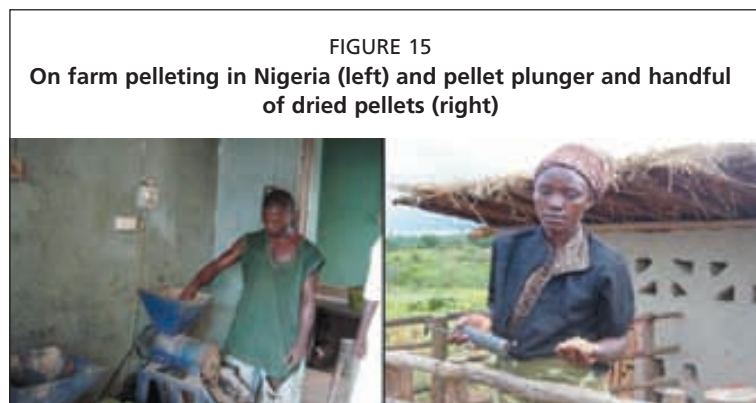 FIGURE 15
On farm pelleting in Nigeria (left) and pellet plunger and handful
of dried pellets (right)